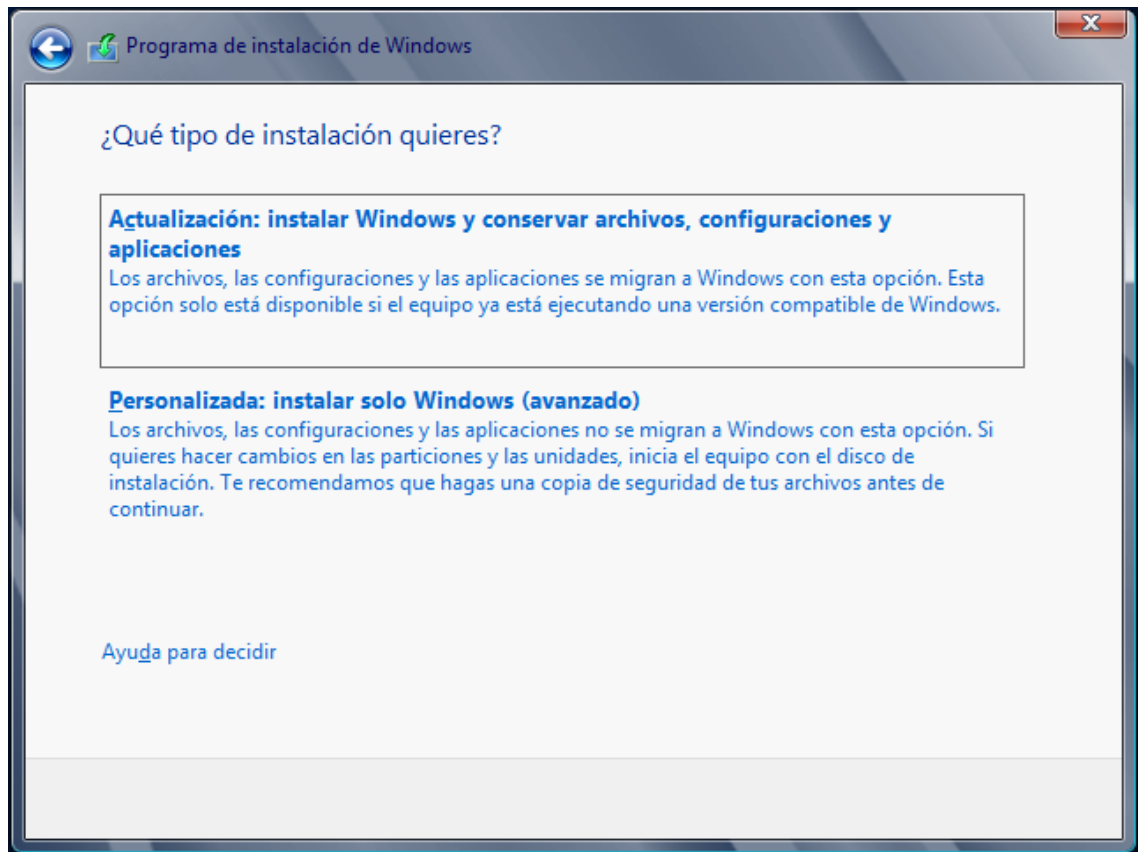 Programa de instalación de Windows
¿Qué tipo de instalación quieres?
Actualización: instalar Windows y conservar archivos, configuraciones y
aplicaciones
Los archivos, las configuraciones y las aplicaciones se migran a Windows con esta opción. Esta
opción solo está disponible si el equipo ya está ejecutando una versión compatible de Windows.
Personalizada: instalar solo Windows (avanzado)
Los archivos, las configuraciones y las aplicaciones no se migran a Windows con esta opción. Si
quieres hacer cambios en las particiones y las unidades, inicia el equipo con el disco de
instalación. Te recomendamos que hagas una copia de seguridad de tus archivos antes de
continuar.
Ayuda para decidir